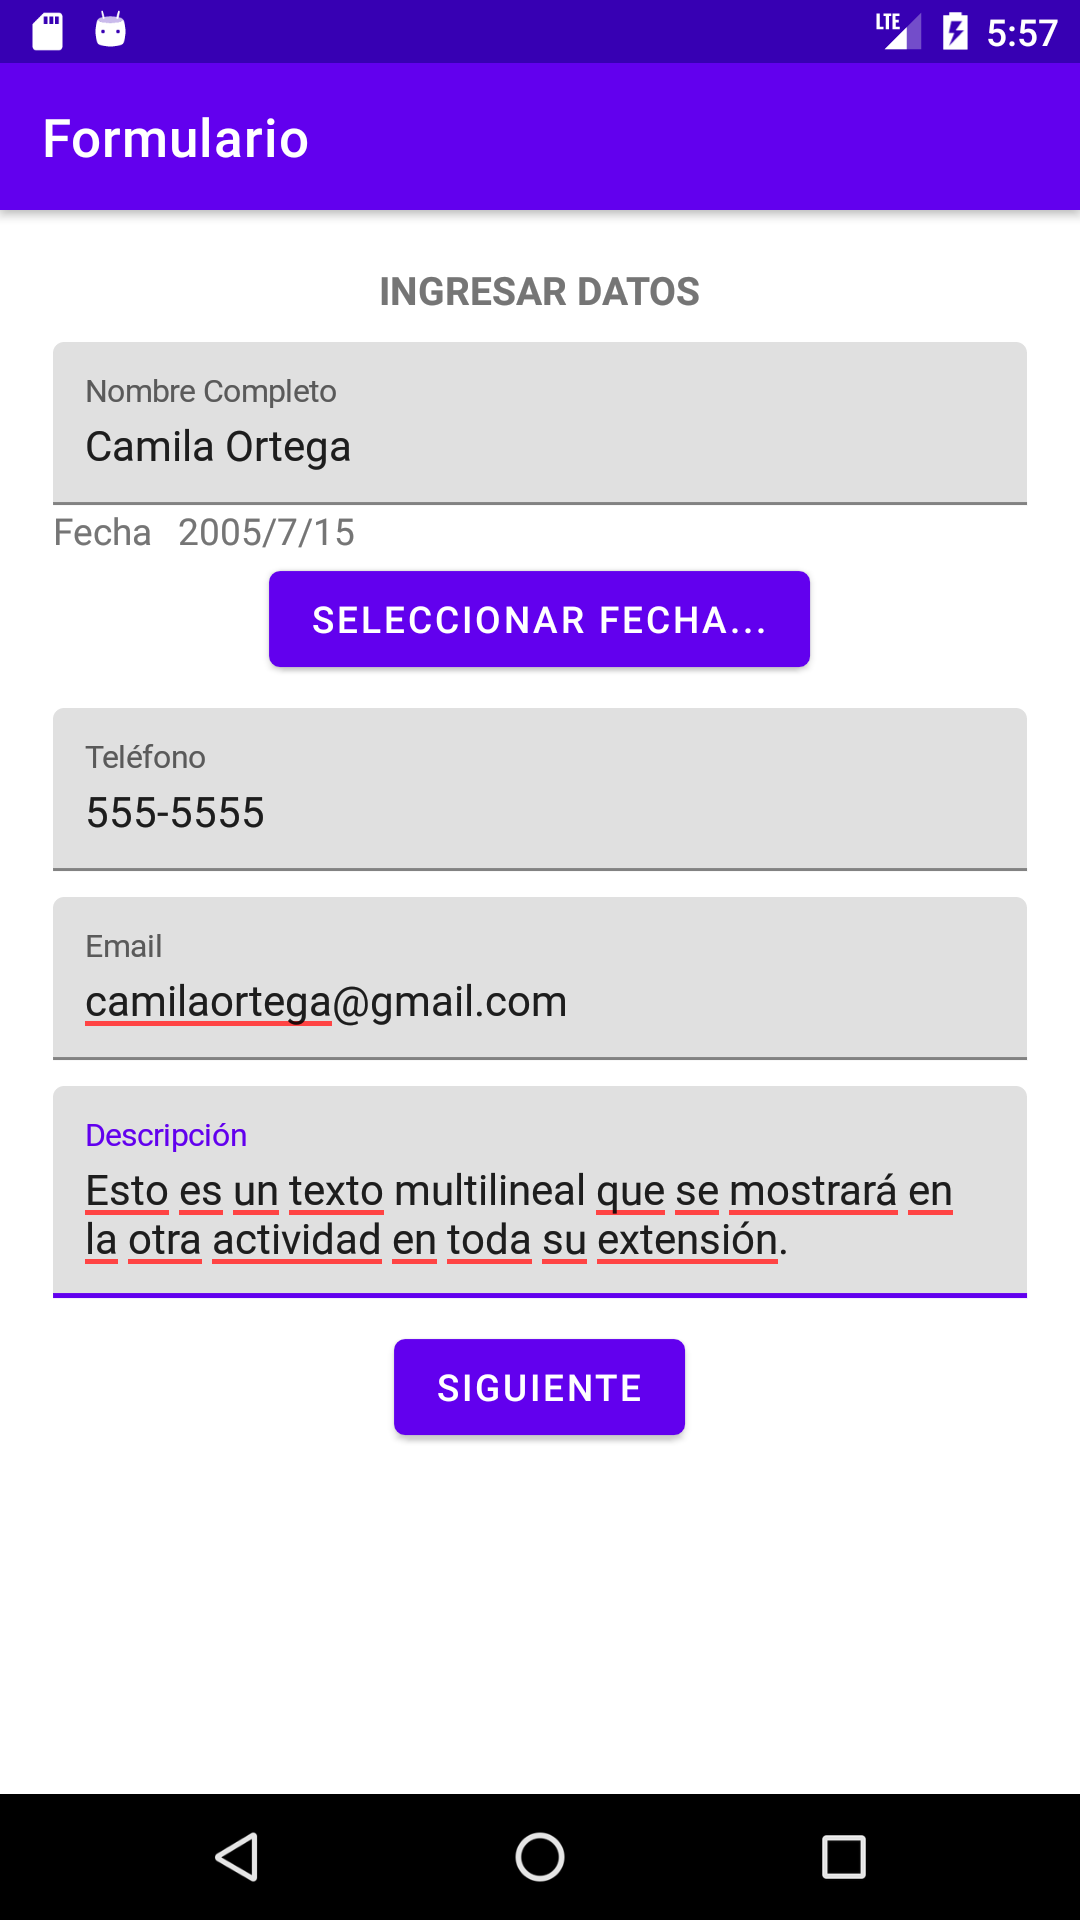 LTE 5:57
Formulario
INGRESAR DATOS
Nombre Completo
Camila Ortega
Fecha 2005/7/15
SELECCIONAR FECHA...
Teléfono
555-5555
Email
camilaortega@gmail.com
Descripción
Esto es un texto multilineal que se mostrará en
la otra actividad en toda su extensión.
SIGUIENTE